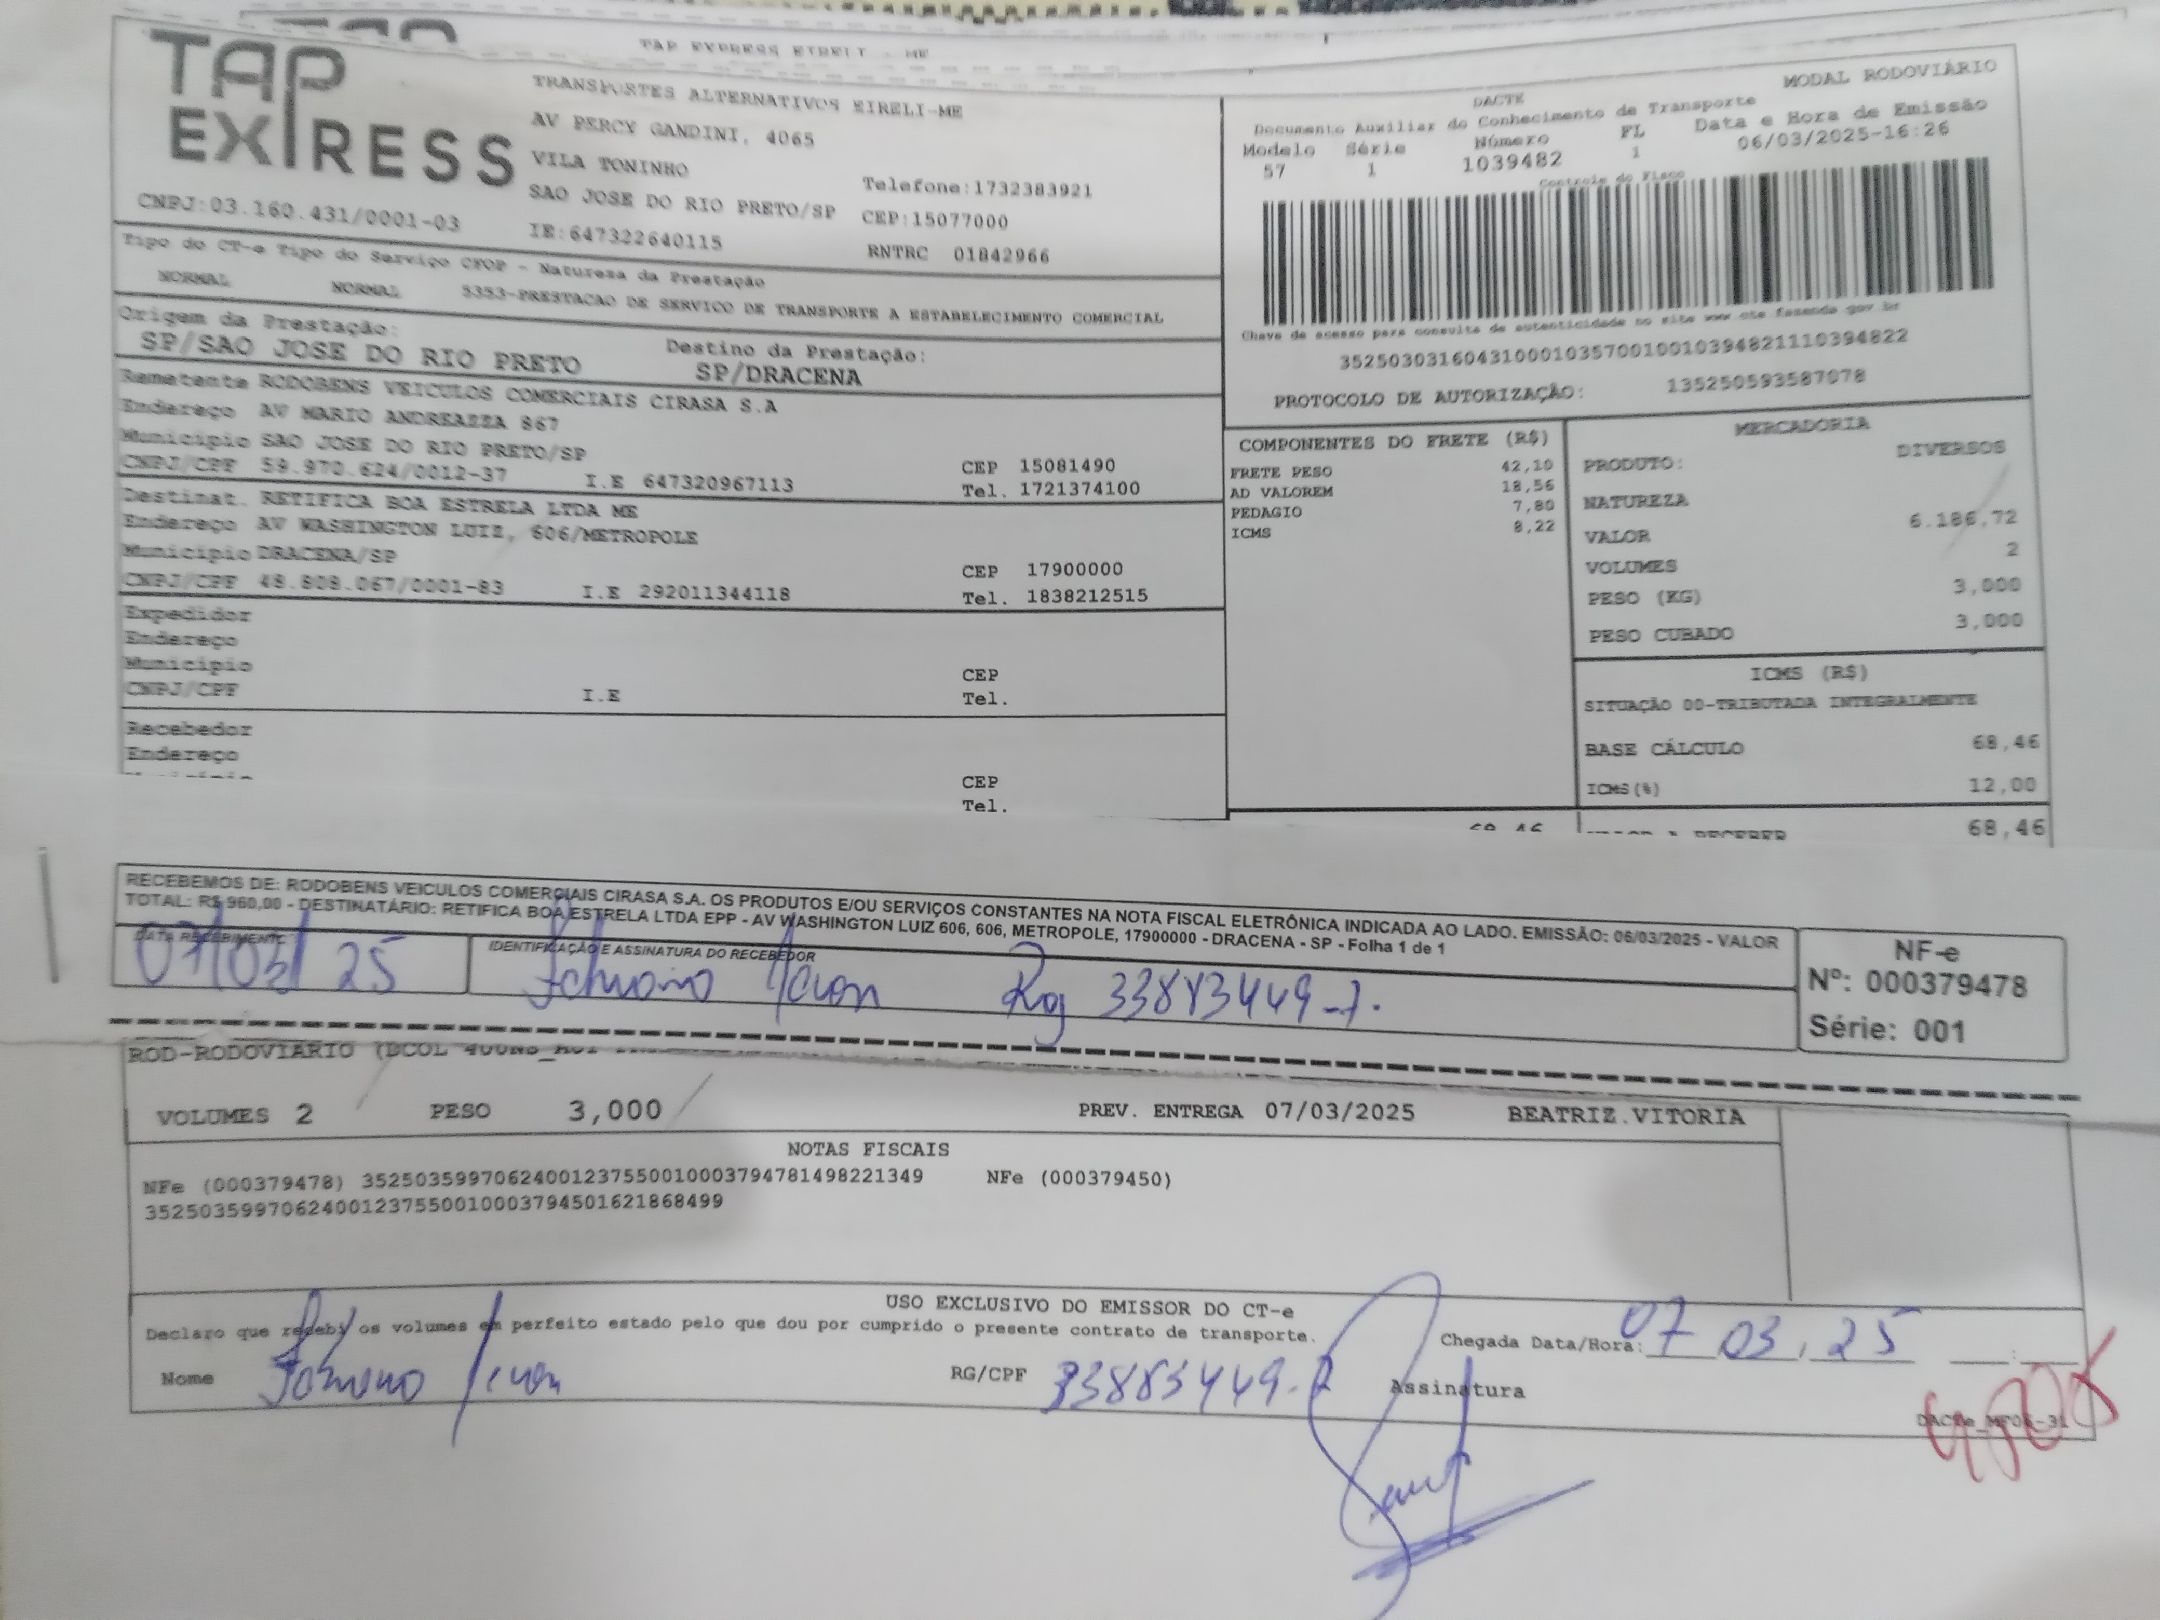 TAP EXPRESS EIRELI - ME
TAP
EXPRESS
TRANSPORTES ALTERNATIVOS EIRELI-ME
AV PERCY GANDINI, 4065
VILA TONINHO
SAO JOSE DO RIO PRETO/SP
Telefone:1732383921
CEP:15077000
CNPJ:03.160.431/0001-03
IE:647322640115
RNTRC 01842966
MODAL RODOVIÁRIO
DACTE
Documento Auxiliar do Conhecimento de Transporte
Modelo Série Número FL Data e Hora de Emissão
57 1 1039482 1 06/03/2025-16:26
Controle do Fisco
Chave de acesso para consulta de autenticidade no site www cte fazenda gov br
35250303160431000103570010010394821110394822
PROTOCOLO DE AUTORIZAÇÃO: 135250593587078
Tipo do CT-e Tipo do Serviço CFOP - Natureza da Prestação
NORMAL NORMAL 5353-PRESTACAO DE SERVICO DE TRANSPORTE A ESTABELECIMENTO COMERCIAL
Origem da Prestação: Destino da Prestação:
SP/SAO JOSE DO RIO PRETO SP/DRACENA
Remetente RODOBENS VEICULOS COMERCIAIS CIRASA S.A
Endereço AV MARIO ANDREAZZA 867
Município SAO JOSE DO RIO PRETO/SP CEP 15081490
CNPJ/CPF 59.970.624/0012-37 I.E 647320967113 Tel. 1721374100
Destinat. RETIFICA BOA ESTRELA LTDA ME
Endereço AV WASHINGTON LUIZ, 606/METROPOLE
Município DRACENA/SP CEP 17900000
CNPJ/CPF 48.808.067/0001-83 I.E 292011344118 Tel. 1838212515
Expedidor
Endereço
Município CEP
CNPJ/CPF I.E Tel.
Recebedor
Endereço
Município CEP
Tel.
COMPONENTES DO FRETE (R$)
FRETE PESO 42,10
AD VALOREM 18,56
PEDAGIO 7,80
ICMS 8,22
68,46
MERCADORIA
PRODUTO: DIVERSOS
NATUREZA
VALOR 6.186,72
VOLUMES 2
PESO (KG) 3,000
PESO CUBADO 3,000
ICMS (R$)
SITUAÇÃO 00-TRIBUTADA INTEGRALMENTE
BASE CÁLCULO 68,46
ICMS(%) 12,00
VALOR A RECEBER 68,46
RECEBEMOS DE: RODOBENS VEICULOS COMERCIAIS CIRASA S.A. OS PRODUTOS E/OU SERVIÇOS CONSTANTES NA NOTA FISCAL ELETRÔNICA INDICADA AO LADO. EMISSÃO: 06/03/2025 - VALOR
TOTAL: R$ 960,00 - DESTINATÁRIO: RETIFICA BOA ESTRELA LTDA EPP - AV WASHINGTON LUIZ 606, 606, METROPOLE, 17900000 - DRACENA - SP - Folha 1 de 1
DATA RECEBIMENTO IDENTIFICAÇÃO E ASSINATURA DO RECEBEDOR
07/03/25 Rg 33883449-7.
NF-e
Nº: 000379478
Série: 001
ROD-RODOVIARIO
VOLUMES 2 PESO 3,000 PREV. ENTREGA 07/03/2025 BEATRIZ.VITORIA
NOTAS FISCAIS
NFe (000379478) 35250359970624001237550010003794781498221349 NFe (000379450)
35250359970624001237550010003794501621868499
USO EXCLUSIVO DO EMISSOR DO CT-e
Declaro que recebi os volumes em perfeito estado pelo que dou por cumprido o presente contrato de transporte.
Chegada Data/Hora: 07 03, 25
Nome RG/CPF 33883449-7 Assinatura